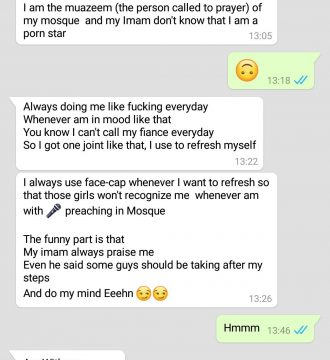 I am the muazeem (the person called to prayer) of
my mosque  and my Imam don't know that I am a
porn star
13:05
🙃
13:18
Always doing me like fucking everyday
Whenever am in mood like that
You know I can't call my fiance everyday
So I got one joint like that, I use to refresh myself
13:22
I always use face-cap whenever I want to refresh so
that those girls won't recognize me  whenever am
with 🎤 preaching in Mosque
The funny part is that
My imam always praise me
Even he said some guys should be taking after my
steps
And do my mind Eeehn 😏😏
13:26
Hmmm
13:46